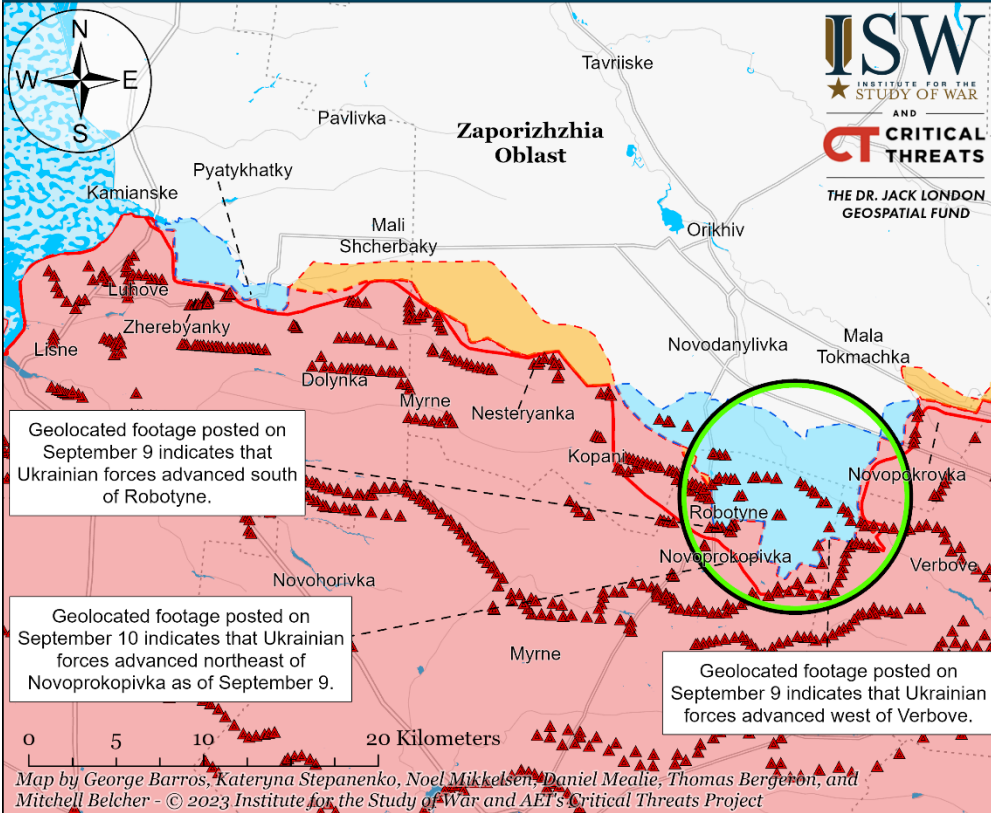 N
W
E
S
ISW
INSTITUTE FOR THE
STUDY OF WAR
AND
CT CRITICAL
THREATS
THE DR. JACK LONDON
GEOSPATIAL FUND
Tavriiske
Pavlivka
Zaporizhzhia
Oblast
Pyatykhatky
Kamianske
Mali
Shcherbaky
Orikhiv
Luhove
Zherebyanky
Lisne
Novodanylivka
Mala
Tokmachka
Dolynka
Myrne
Nesteryanka
Kopani
Novopokrovka
Robotyne
Novoprokopivka
Verbove
Novohorivka
Myrne
Geolocated footage posted on
September 9 indicates that
Ukrainian forces advanced south
of Robotyne.
Geolocated footage posted on
September 10 indicates that Ukrainian
forces advanced northeast of
Novoprokopivka as of September 9.
Geolocated footage posted on
September 9 indicates that Ukrainian
forces advanced west of Verbove.
0 5 10 20 Kilometers
Map by George Barros, Kateryna Stepanenko, Noel Mikkelsen, Daniel Mealie, Thomas Bergeron, and
Mitchell Belcher - © 2023 Institute for the Study of War and AEI's Critical Threats Project